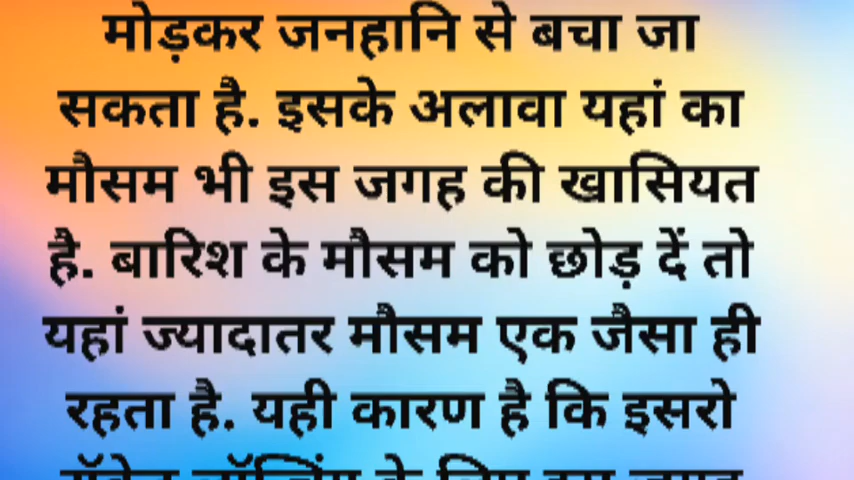 मोड़कर जनहानि से बचा जा
सकता है. इसके अलावा यहां का
मौसम भी इस जगह की खासियत
है. बारिश के मौसम को छोड़ दें तो
यहां ज्यादातर मौसम एक जैसा ही
रहता है. यही कारण है कि इसरो